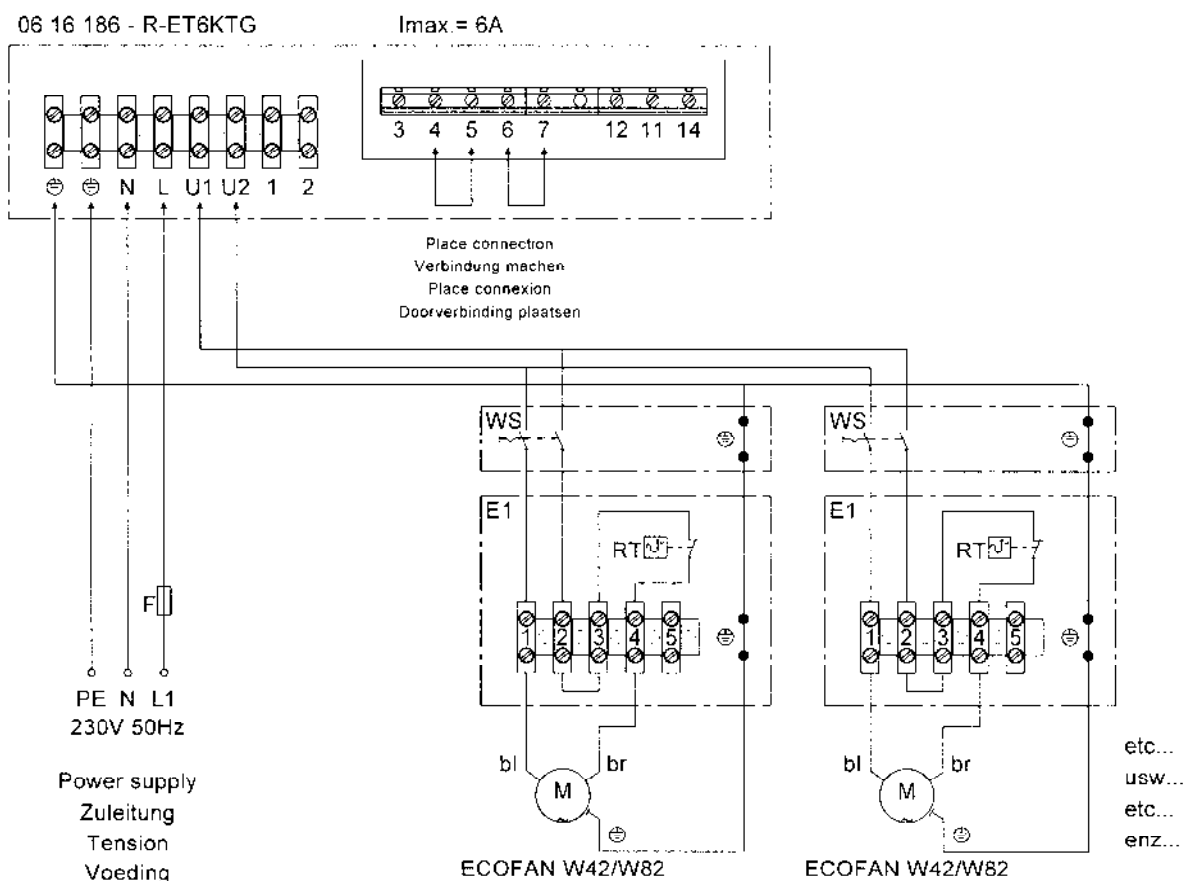 06 16 186 - R-ET6KTG
Imax.= 6A
3 4 5 6 7 12 11 14
N L U1 U2 1 2
Place connection
Verbindung machen
Place connexion
Doorverbinding plaatsen
WS
WS
E1
E1
RT
RT
F
1 2 3 4 5
1 2 3 4 5
PE N L1
230V 50Hz
Power supply
Zuleitung
Tension
Voeding
bl
br
M
bl
br
M
etc...
usw...
etc...
enz...
ECOFAN W42/W82
ECOFAN W42/W82